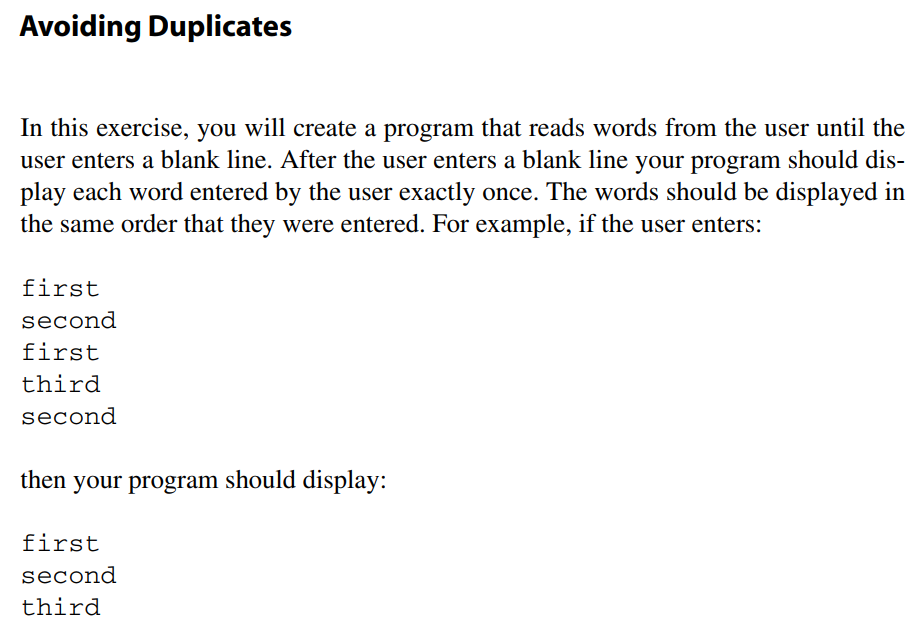 Avoiding Duplicates
In this exercise, you will create a program that reads words from the user until the
user enters a blank line. After the user enters a blank line your program should dis-
play each word entered by the user exactly once. The words should be displayed in
the same order that they were entered. For example, if the user enters:
first
second
first
third
second
then your program should display:
first
second
third